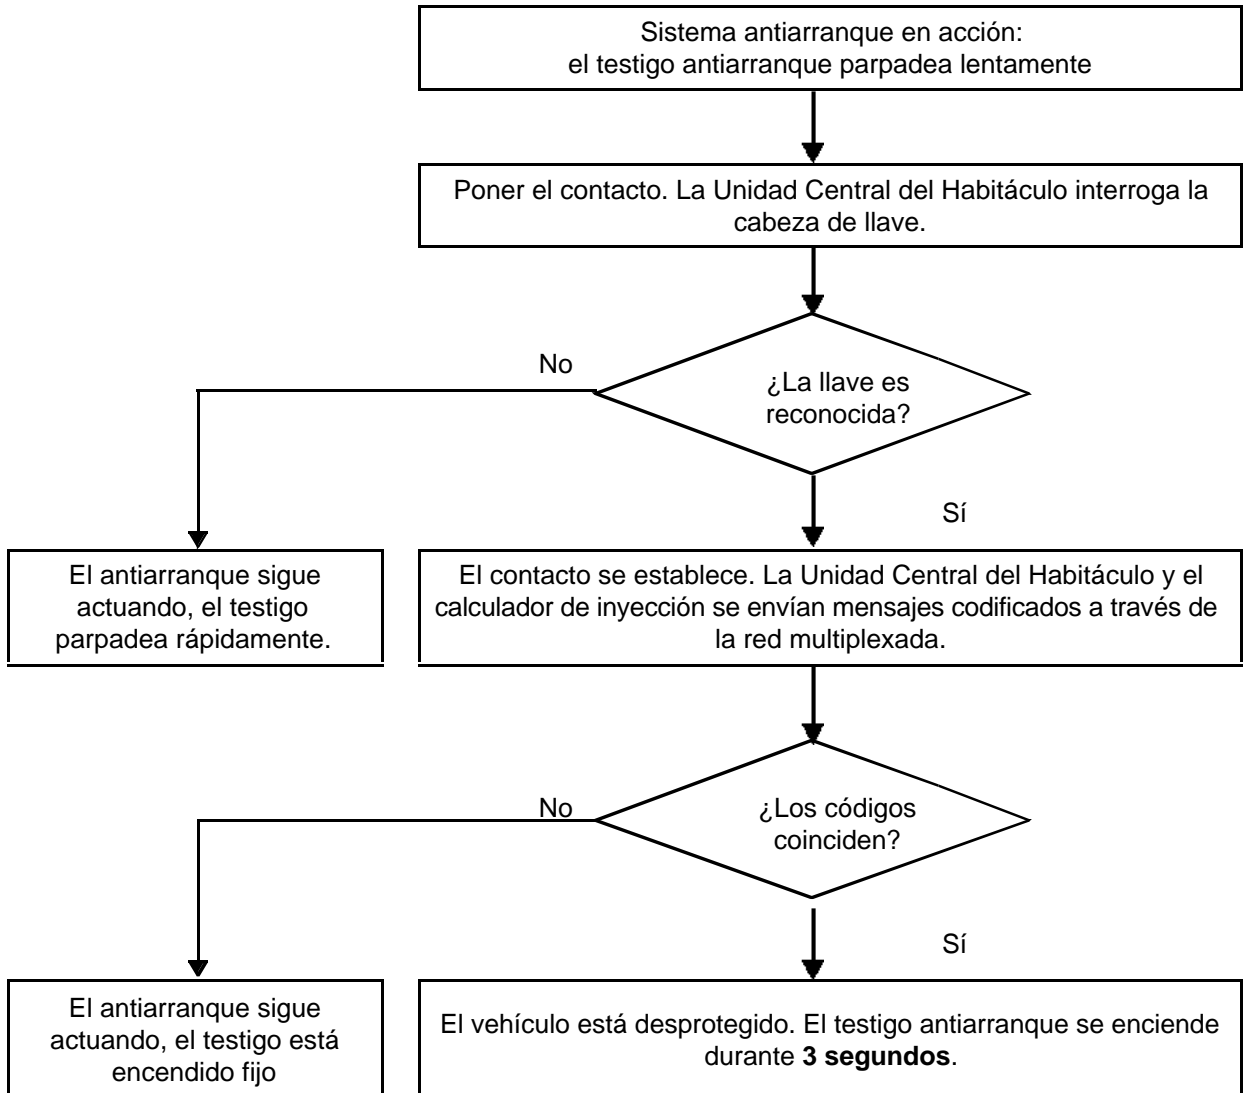 Sistema antiarranque en acción:
el testigo antiarranque parpadea lentamente
Poner el contacto. La Unidad Central del Habitáculo interroga la
cabeza de llave.
No
¿La llave es
reconocida?
Sí
El antiarranque sigue
actuando, el testigo
parpadea rápidamente.
El contacto se establece. La Unidad Central del Habitáculo y el
calculador de inyección se envían mensajes codificados a través de
la red multiplexada.
No
¿Los códigos
coinciden?
Sí
El antiarranque sigue
actuando, el testigo está
encendido fijo
El vehículo está desprotegido. El testigo antiarranque se enciende
durante 3 segundos.